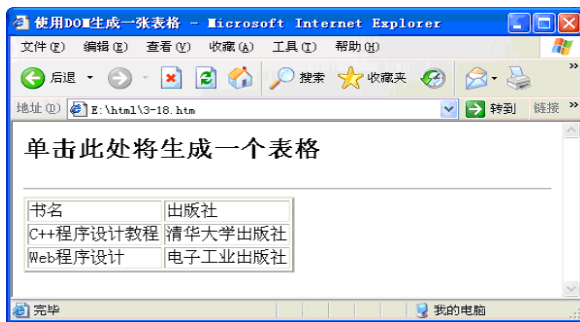 使用DOM生成一张表格 - Microsoft Internet Explorer
文件(F) 编辑(E) 查看(V) 收藏(A) 工具(T) 帮助(H)
后退 搜索 收藏夹
地址(D) E:\html\3-18.htm 转到 链接
单击此处将生成一个表格
书名 出版社
C++程序设计教程 清华大学出版社
Web程序设计 电子工业出版社
完毕 我的电脑